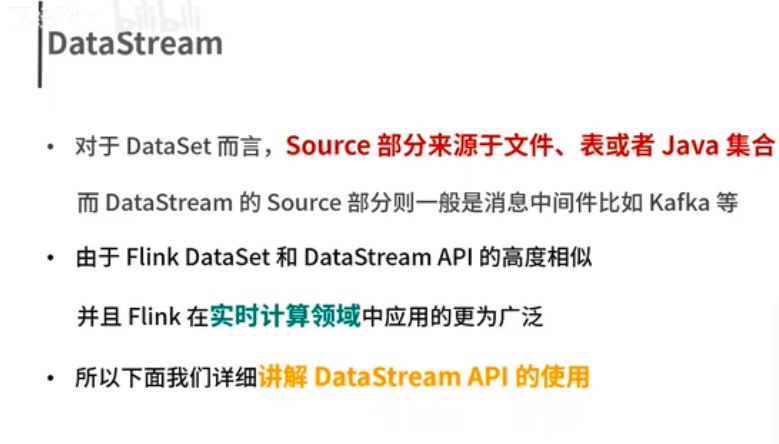 bilibili
DataStream
• 对于 DataSet 而言，Source 部分来源于文件、表或者 Java 集合
而 DataStream 的 Source 部分则一般是消息中间件比如 Kafka 等
• 由于 Flink DataSet 和 DataStream API 的高度相似
并且 Flink 在实时计算领域中应用的更为广泛
• 所以下面我们详细讲解 DataStream API 的使用